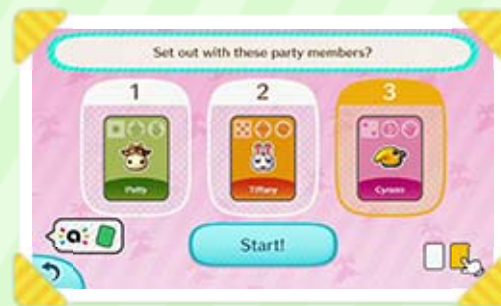 Set out with these party members?
1
2
3
Patty
Tiffany
Cyrano
a
Start!